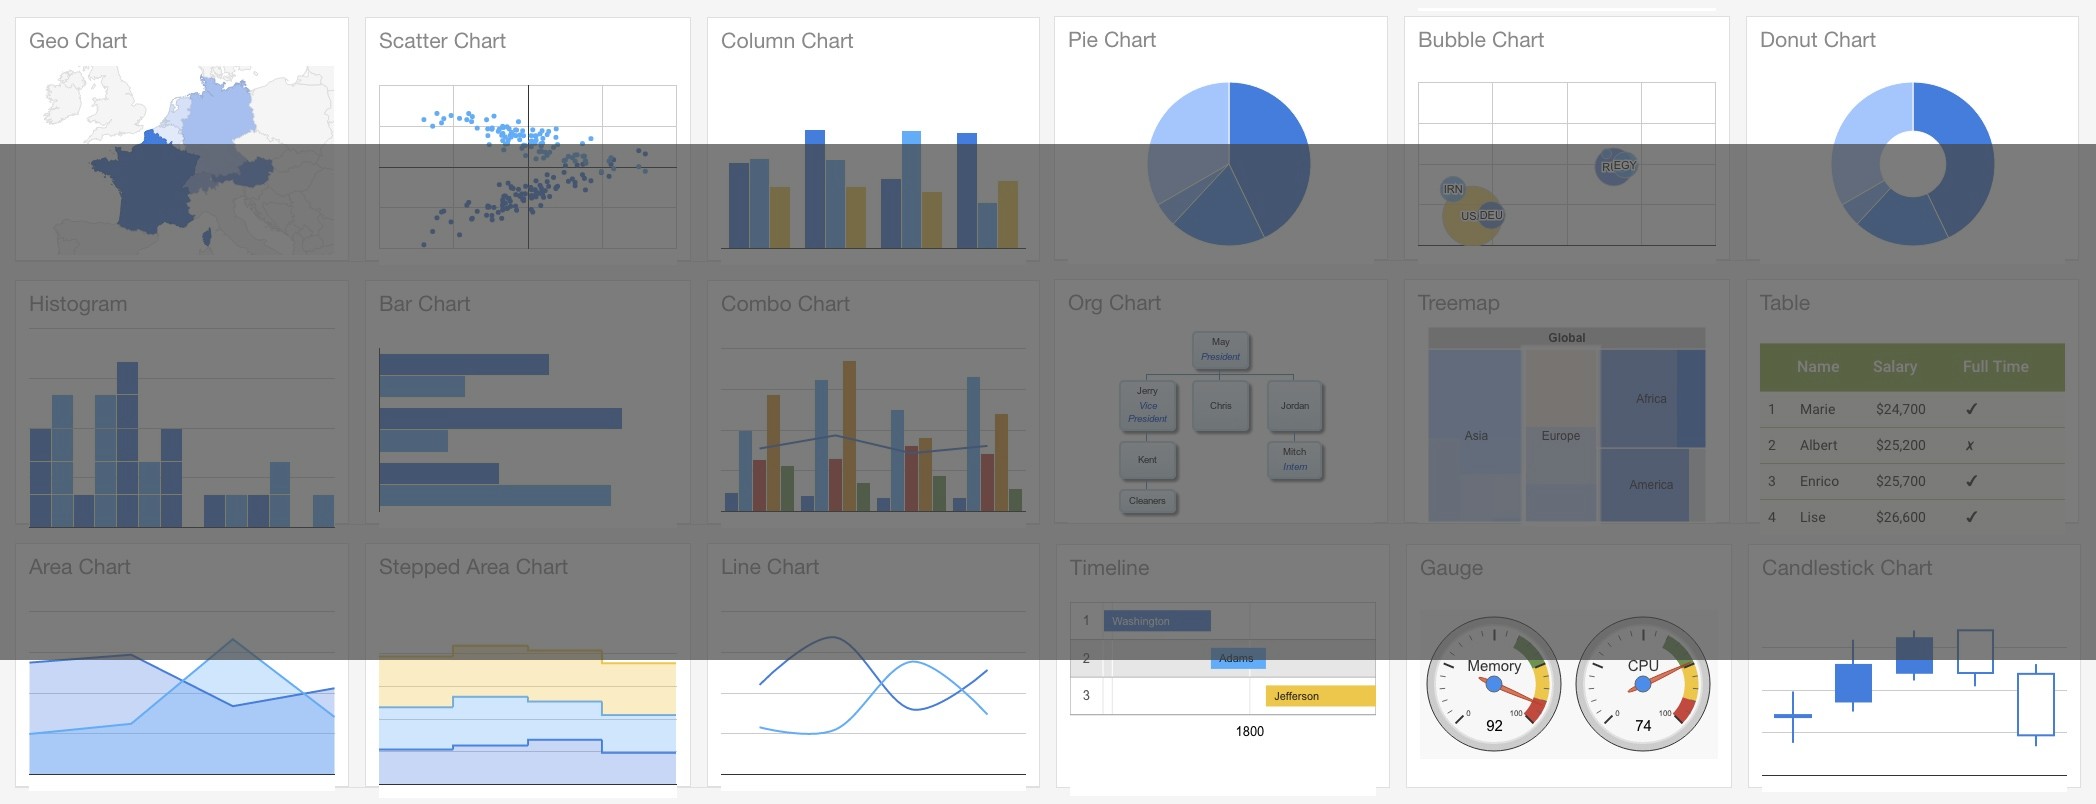 Geo Chart
Scatter Chart
Column Chart
Pie Chart
Bubble Chart
RI EGY
IRN
US DEU
Donut Chart
Histogram
Bar Chart
Combo Chart
Org Chart
May
President
Jerry
Vice
President
Chris
Jordan
Kent
Mitch
Intern
Cleaners
Treemap
Global
Asia
Europe
Africa
America
Table
Name Salary Full Time
1 Marie $24,700 ✔
2 Albert $25,200 ✗
3 Enrico $25,700 ✔
4 Lise $26,600 ✔
Area Chart
Stepped Area Chart
Line Chart
Timeline
1 Washington
2 Adams
3 Jefferson
1800
Gauge
Memory
0 100
92
CPU
0 100
74
Candlestick Chart